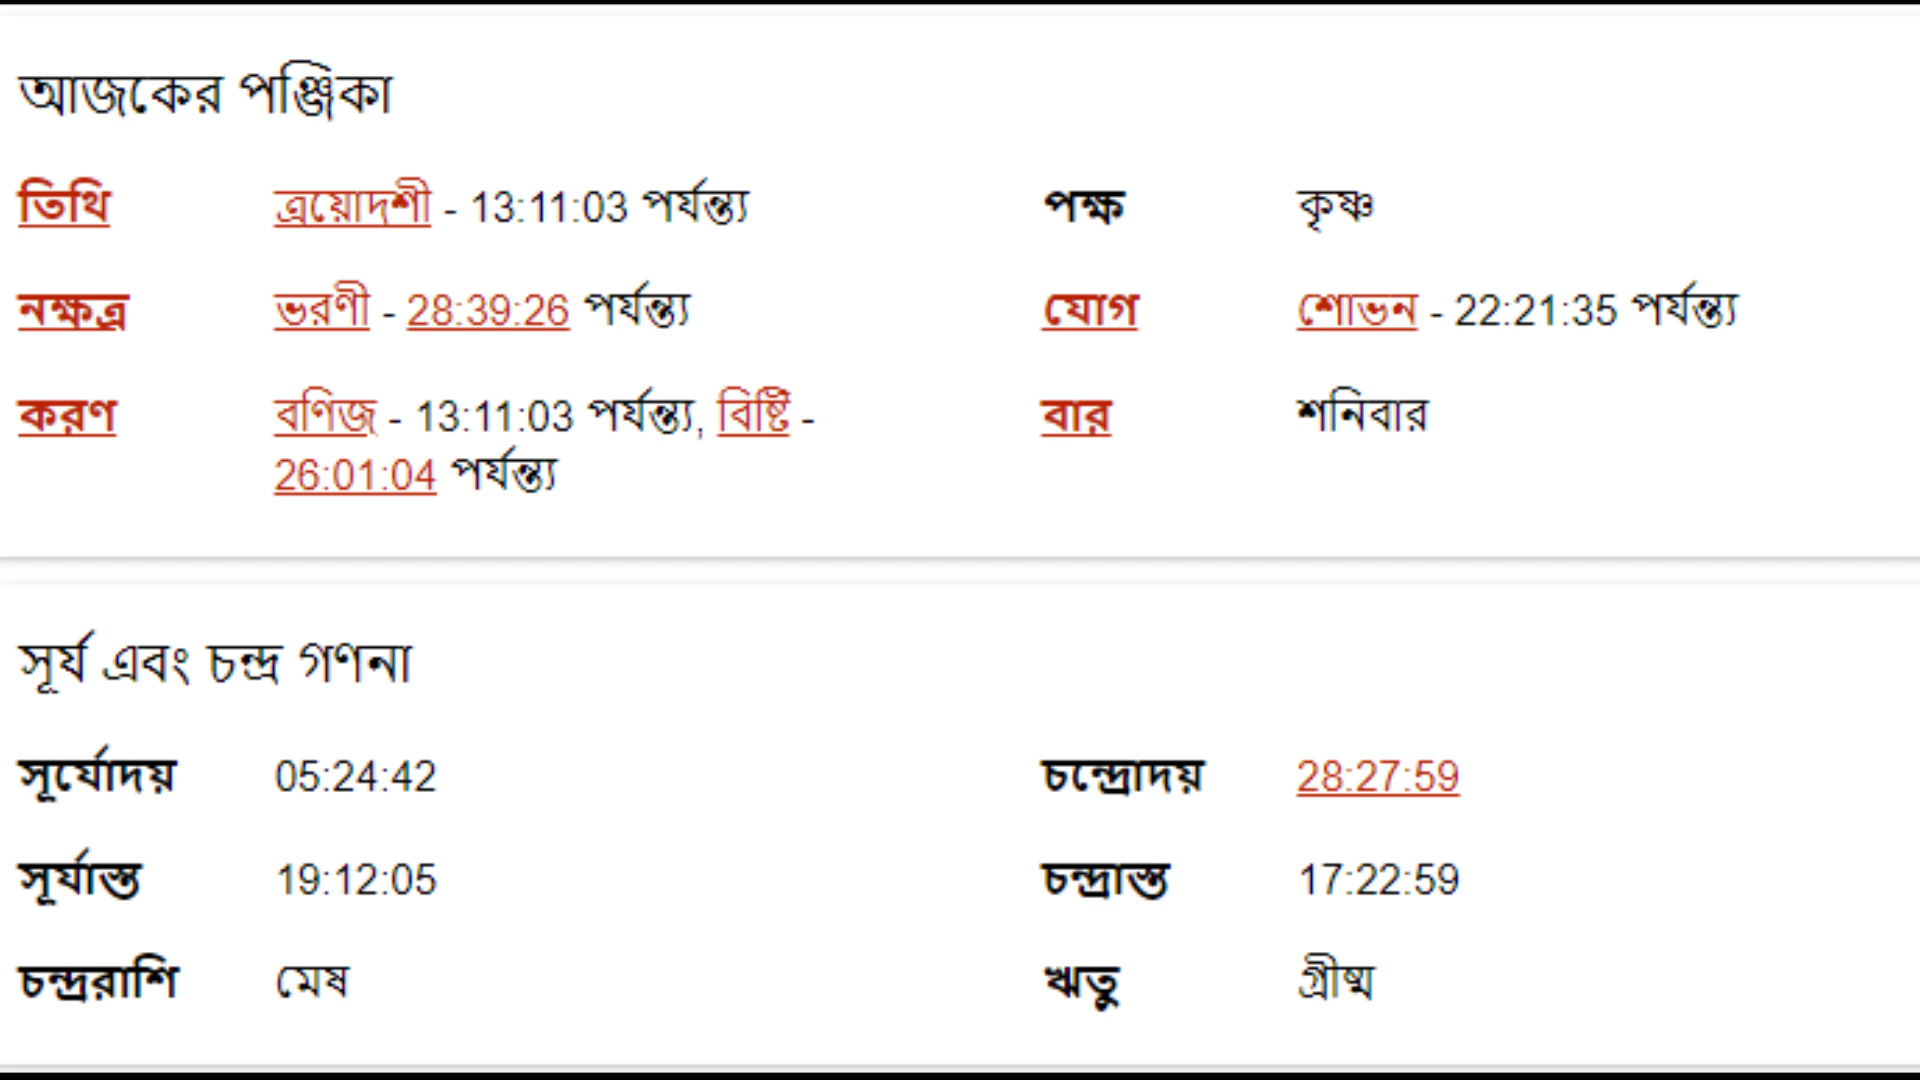 আজকের পঞ্জিকা
তিথি ত্রয়োদশী - 13:11:03 পর্যন্ত্য পক্ষ কৃষ্ণ
নক্ষত্র ভরণী - 28:39:26 পর্যন্ত্য যোগ শোভন - 22:21:35 পর্যন্ত্য
করণ বণিজ - 13:11:03 পর্যন্ত্য, বিষ্টি - বার শনিবার
26:01:04 পর্যন্ত্য
সূর্য এবং চন্দ্র গণনা
সূর্যোদয় 05:24:42 চন্দ্রোদয় 28:27:59
সূর্যাস্ত 19:12:05 চন্দ্রাস্ত 17:22:59
চন্দ্ররাশি মেষ ঋতু গ্রীষ্ম